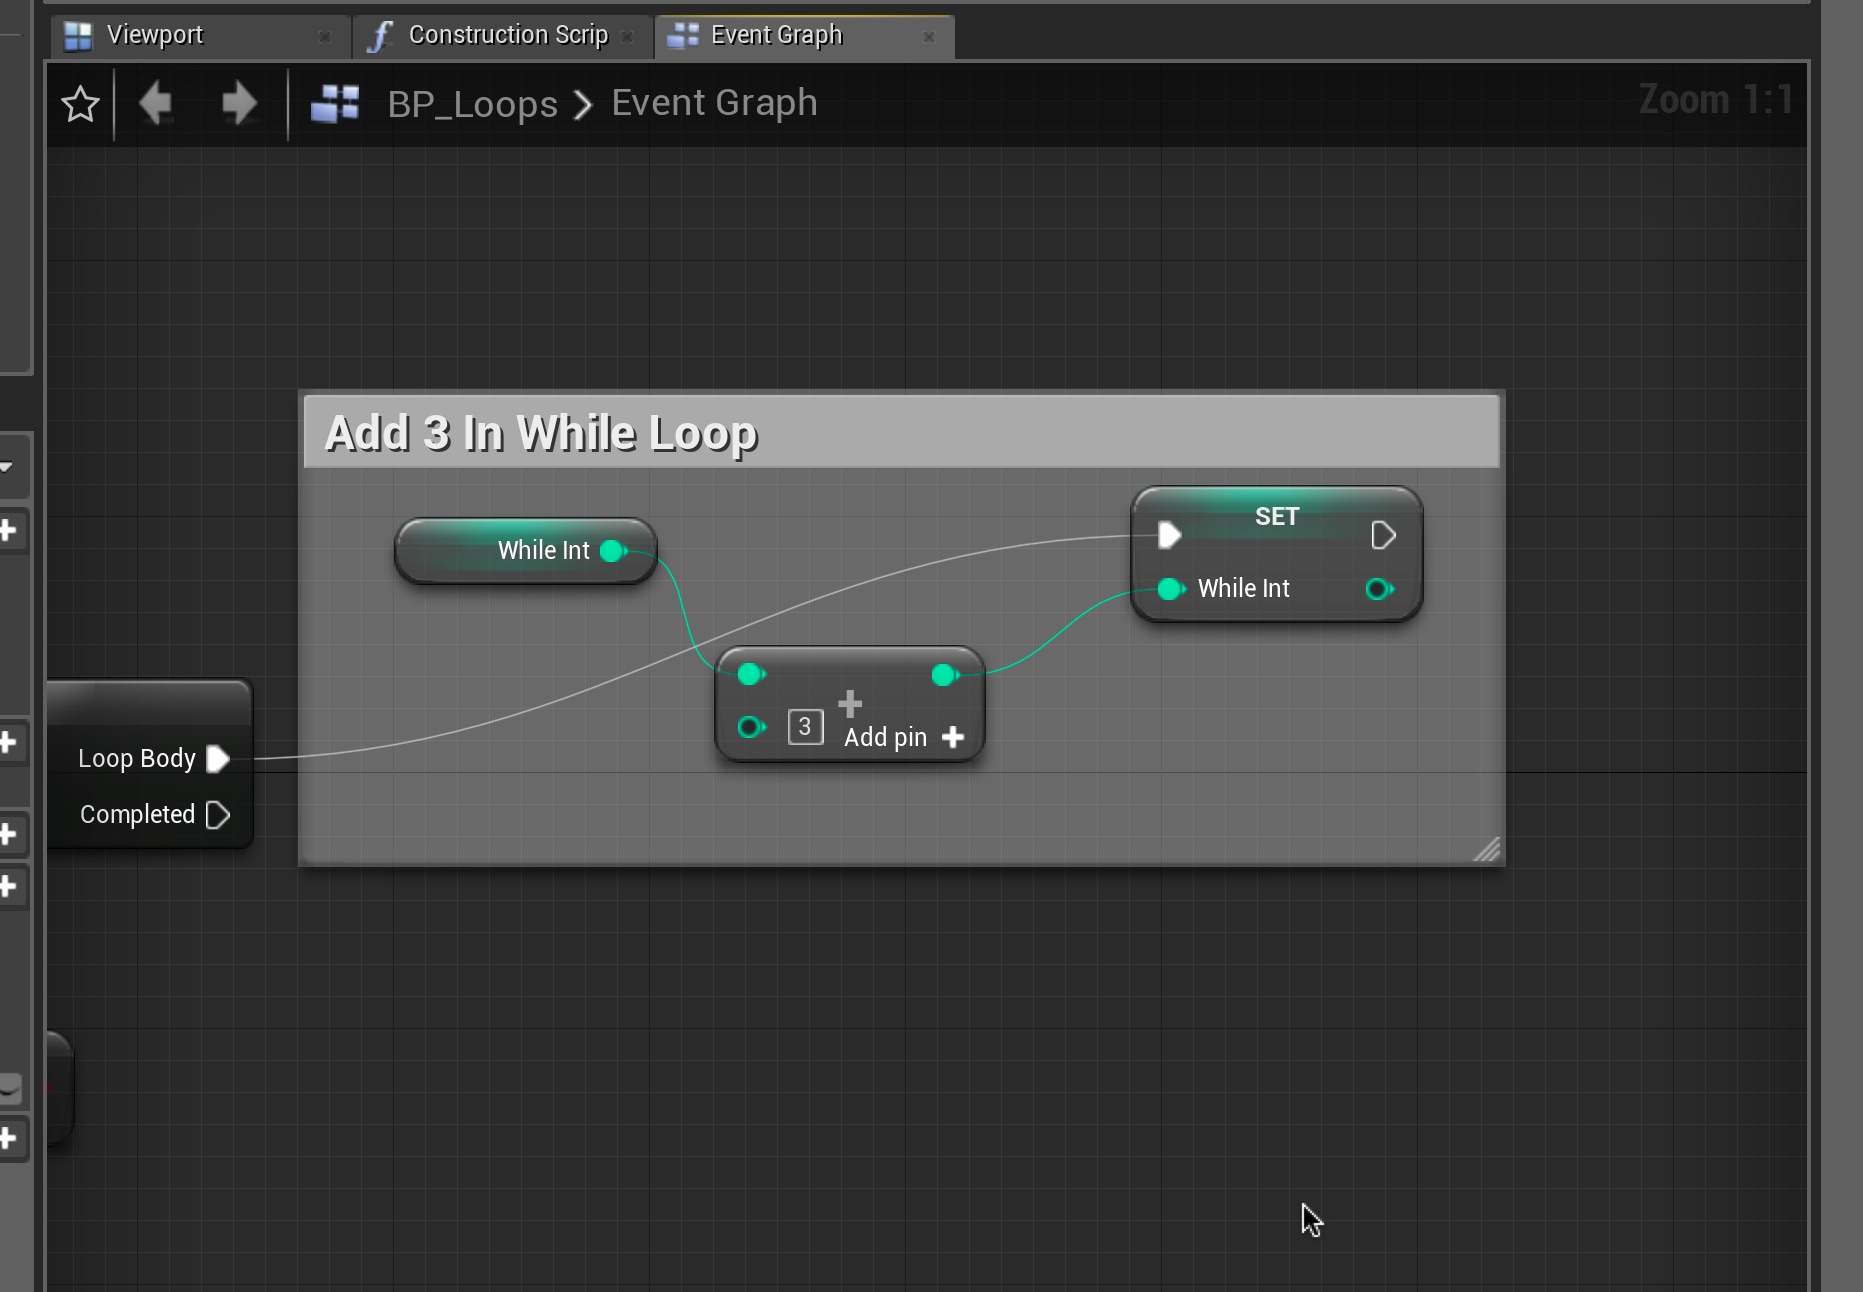 Viewport
Construction Scrip
Event Graph
BP_Loops > Event Graph
Zoom 1:1
Add 3 In While Loop
While Int
SET
While Int
3
Add pin
Loop Body
Completed